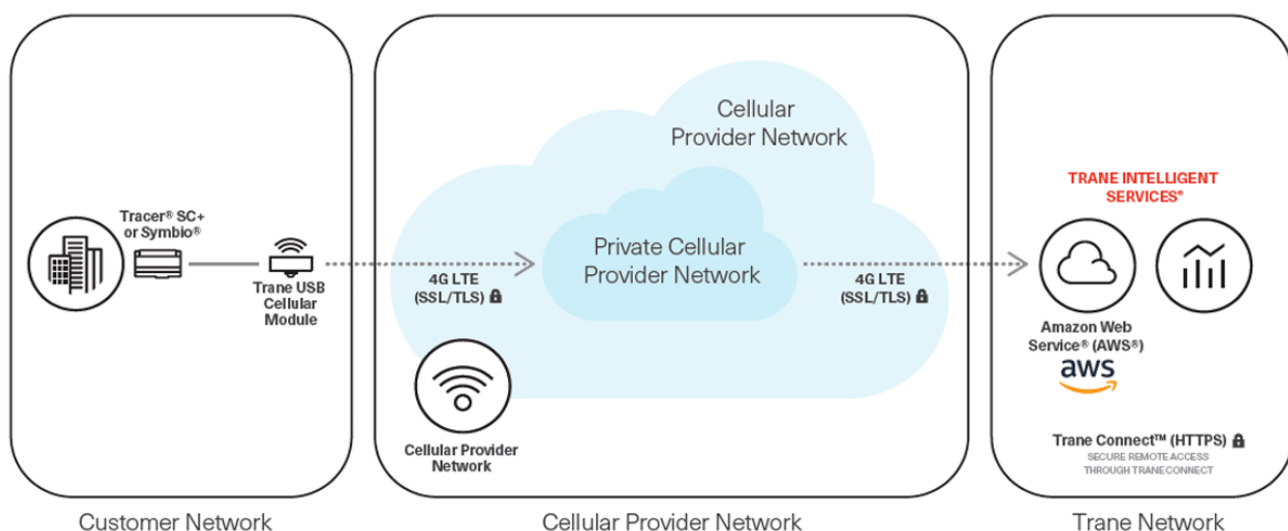 Tracer® SC+
or Symbio®
Trane USB
Cellular
Module
Customer Network
Cellular
Provider Network
Private Cellular
Provider Network
4G LTE
(SSL/TLS)
4G LTE
(SSL/TLS)
Cellular Provider
Network
Cellular Provider Network
TRANE INTELLIGENT
SERVICES®
Amazon Web
Service® (AWS®)
aws
Trane Connect™ (HTTPS)
SECURE REMOTE ACCESS
THROUGH TRANE CONNECT
Trane Network